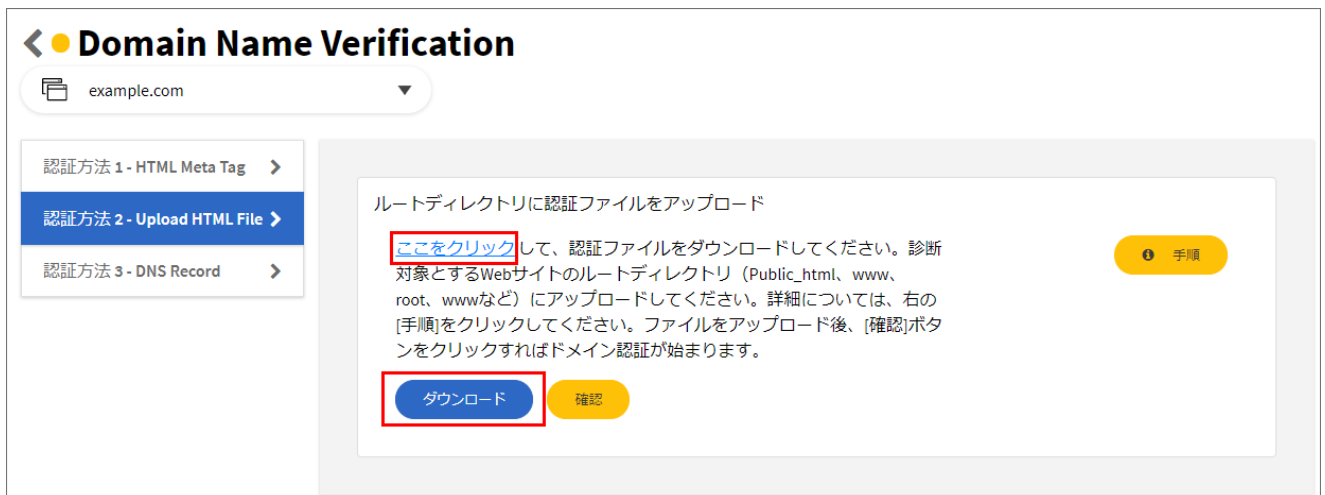 Domain Name Verification
example.com
認証方法 1 - HTML Meta Tag
認証方法 2 - Upload HTML File
認証方法 3 - DNS Record
ルートディレクトリに認証ファイルをアップロード
ここをクリックして、認証ファイルをダウンロードしてください。診断
対象とするWebサイトのルートディレクトリ（Public_html、www、
root、wwwなど）にアップロードしてください。詳細については、右の
[手順]をクリックしてください。ファイルをアップロード後、[確認]ボタ
ンをクリックすればドメイン認証が始まります。
手順
ダウンロード
確認